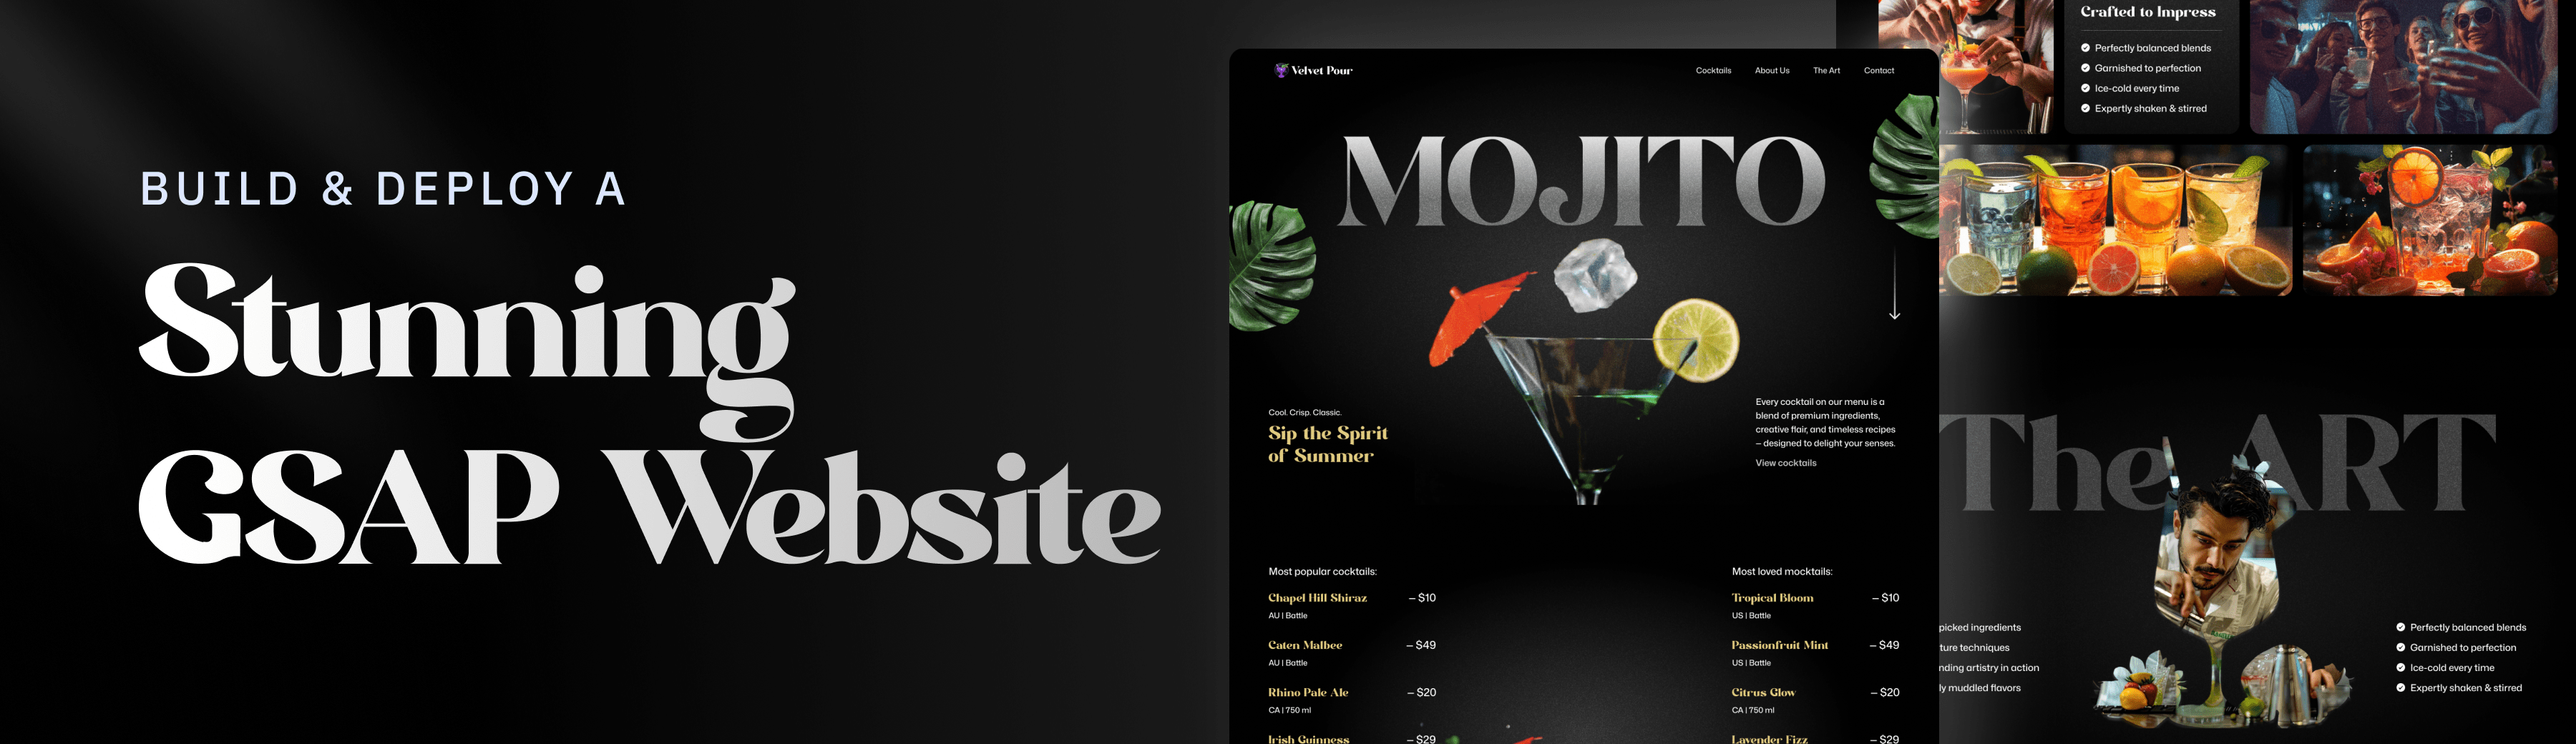 BUILD & DEPLOY A
Stunning
GSAP Website
Velvet Pour
Cocktails
About Us
The Art
Contact
MOJITO
Cool. Crisp. Classic.
Sip the Spirit
of Summer
Every cocktail on our menu is a
blend of premium ingredients,
creative flair, and timeless recipes
– designed to delight your senses.
View cocktails
Most popular cocktails:
Chapel Hill Shiraz – $10
AU | Battle
Caten Malbee – $49
AU | Battle
Rhino Pale Ale – $20
CA | 750 ml
Irish Guinness – $29
Most loved mocktails:
Tropical Bloom – $10
US | Battle
Passionfruit Mint – $49
US | Battle
Citrus Glow – $20
CA | 750 ml
Lavender Fizz – $29
Crafted to Impress
Perfectly balanced blends
Garnished to perfection
Ice-cold every time
Expertly shaken & stirred
The ART
picked ingredients
ture techniques
nding artistry in action
ly muddled flavors
Perfectly balanced blends
Garnished to perfection
Ice-cold every time
Expertly shaken & stirred